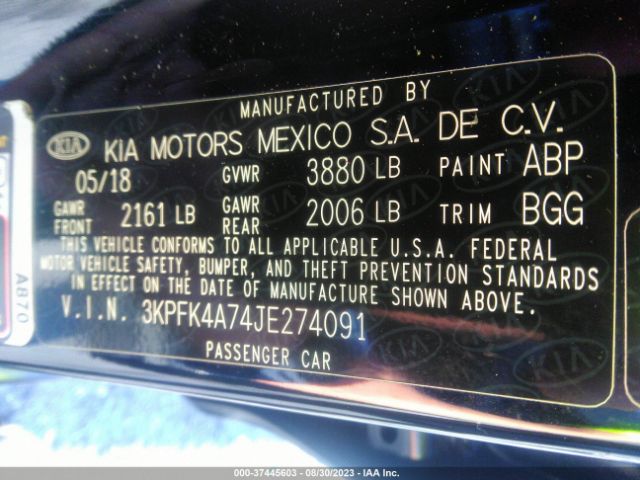 MANUFACTURED BY
KIA KIA MOTORS MEXICO S.A. DE C.V.
05/18 GVWR 3880 LB PAINT ABP
GAWR FRONT 2161 LB GAWR REAR 2006 LB TRIM BGG
THIS VEHICLE CONFORMS TO ALL APPLICABLE U.S.A. FEDERAL
MOTOR VEHICLE SAFETY, BUMPER, AND THEFT PREVENTION STANDARDS
IN EFFECT ON THE DATE OF MANUFACTURE SHOWN ABOVE.
V.I.N. 3KPFK4A74JE274091
PASSENGER CAR
A870
000-37445603 - 08/30/2023 - IAA Inc.